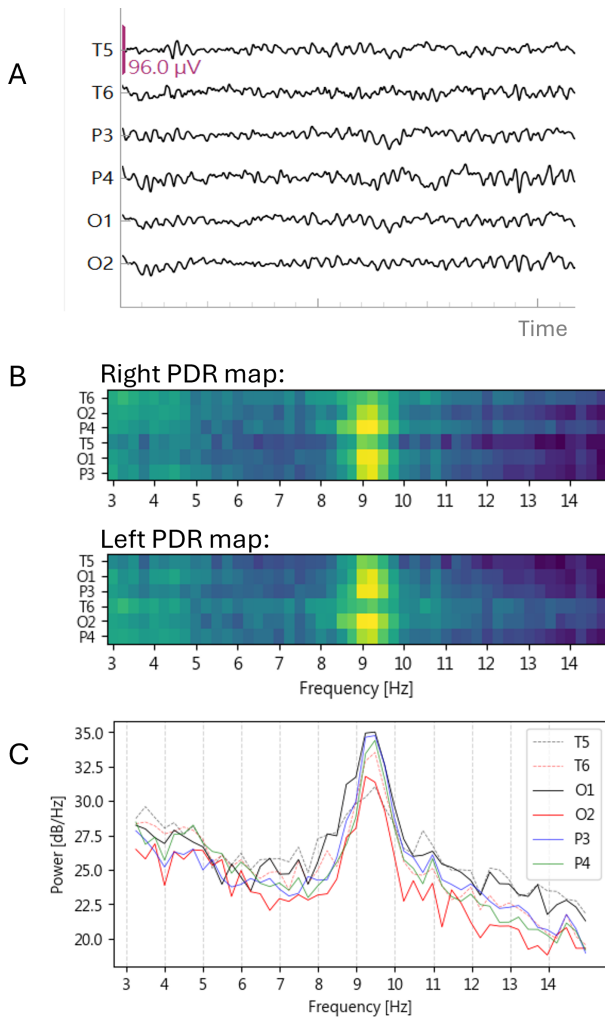 A
T5
96.0 µV
T6
P3
P4
O1
O2
Time
B
Right PDR map:
T6
O2
P4
T5
O1
P3
3 4 5 6 7 8 9 10 11 12 13 14
Left PDR map:
T5
O1
P3
T6
O2
P4
3 4 5 6 7 8 9 10 11 12 13 14
Frequency [Hz]
C
35.0
32.5
30.0
27.5
25.0
22.5
20.0
Power [dB/Hz]
T5
T6
O1
O2
P3
P4
3 4 5 6 7 8 9 10 11 12 13 14
Frequency [Hz]